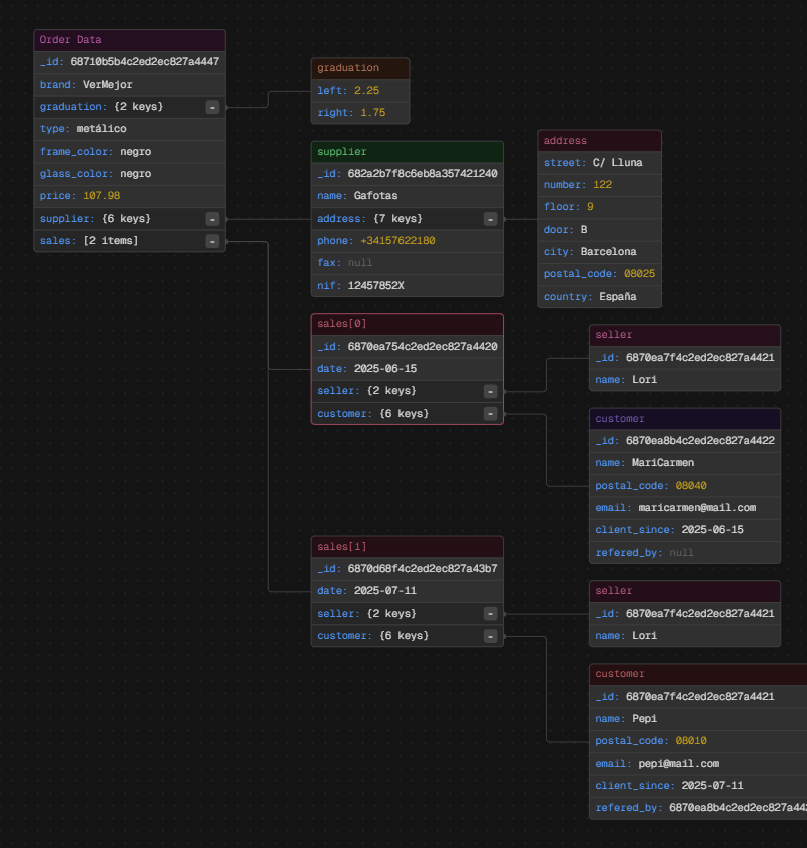 Order Data
_id: 68710b5b4c2ed2ec827a4447
brand: VerMejor
graduation: {2 keys}
type: metálico
frame_color: negro
glass_color: negro
price: 107.98
supplier: {6 keys}
sales: [2 items]
graduation
left: 2.25
right: 1.75
supplier
_id: 682a2b7f8c6eb8a357421240
name: Gafotas
address: {7 keys}
phone: +34157622180
fax: null
nif: 12457852X
address
street: C/ Lluna
number: 122
floor: 9
door: B
city: Barcelona
postal_code: 08025
country: España
sales[0]
_id: 6870ea754c2ed2ec827a4420
date: 2025-06-15
seller: {2 keys}
customer: {6 keys}
seller
_id: 6870ea7f4c2ed2ec827a4421
name: Lori
customer
_id: 6870ea8b4c2ed2ec827a4422
name: MariCarmen
postal_code: 08040
email: maricarmen@mail.com
client_since: 2025-06-15
refered_by: null
sales[1]
_id: 6870d68f4c2ed2ec827a43b7
date: 2025-07-11
seller: {2 keys}
customer: {6 keys}
seller
_id: 6870ea7f4c2ed2ec827a4421
name: Lori
customer
_id: 6870ea7f4c2ed2ec827a4421
name: Pepi
postal_code: 08010
email: pepi@mail.com
client_since: 2025-07-11
refered_by: 6870ea8b4c2ed2ec827a44